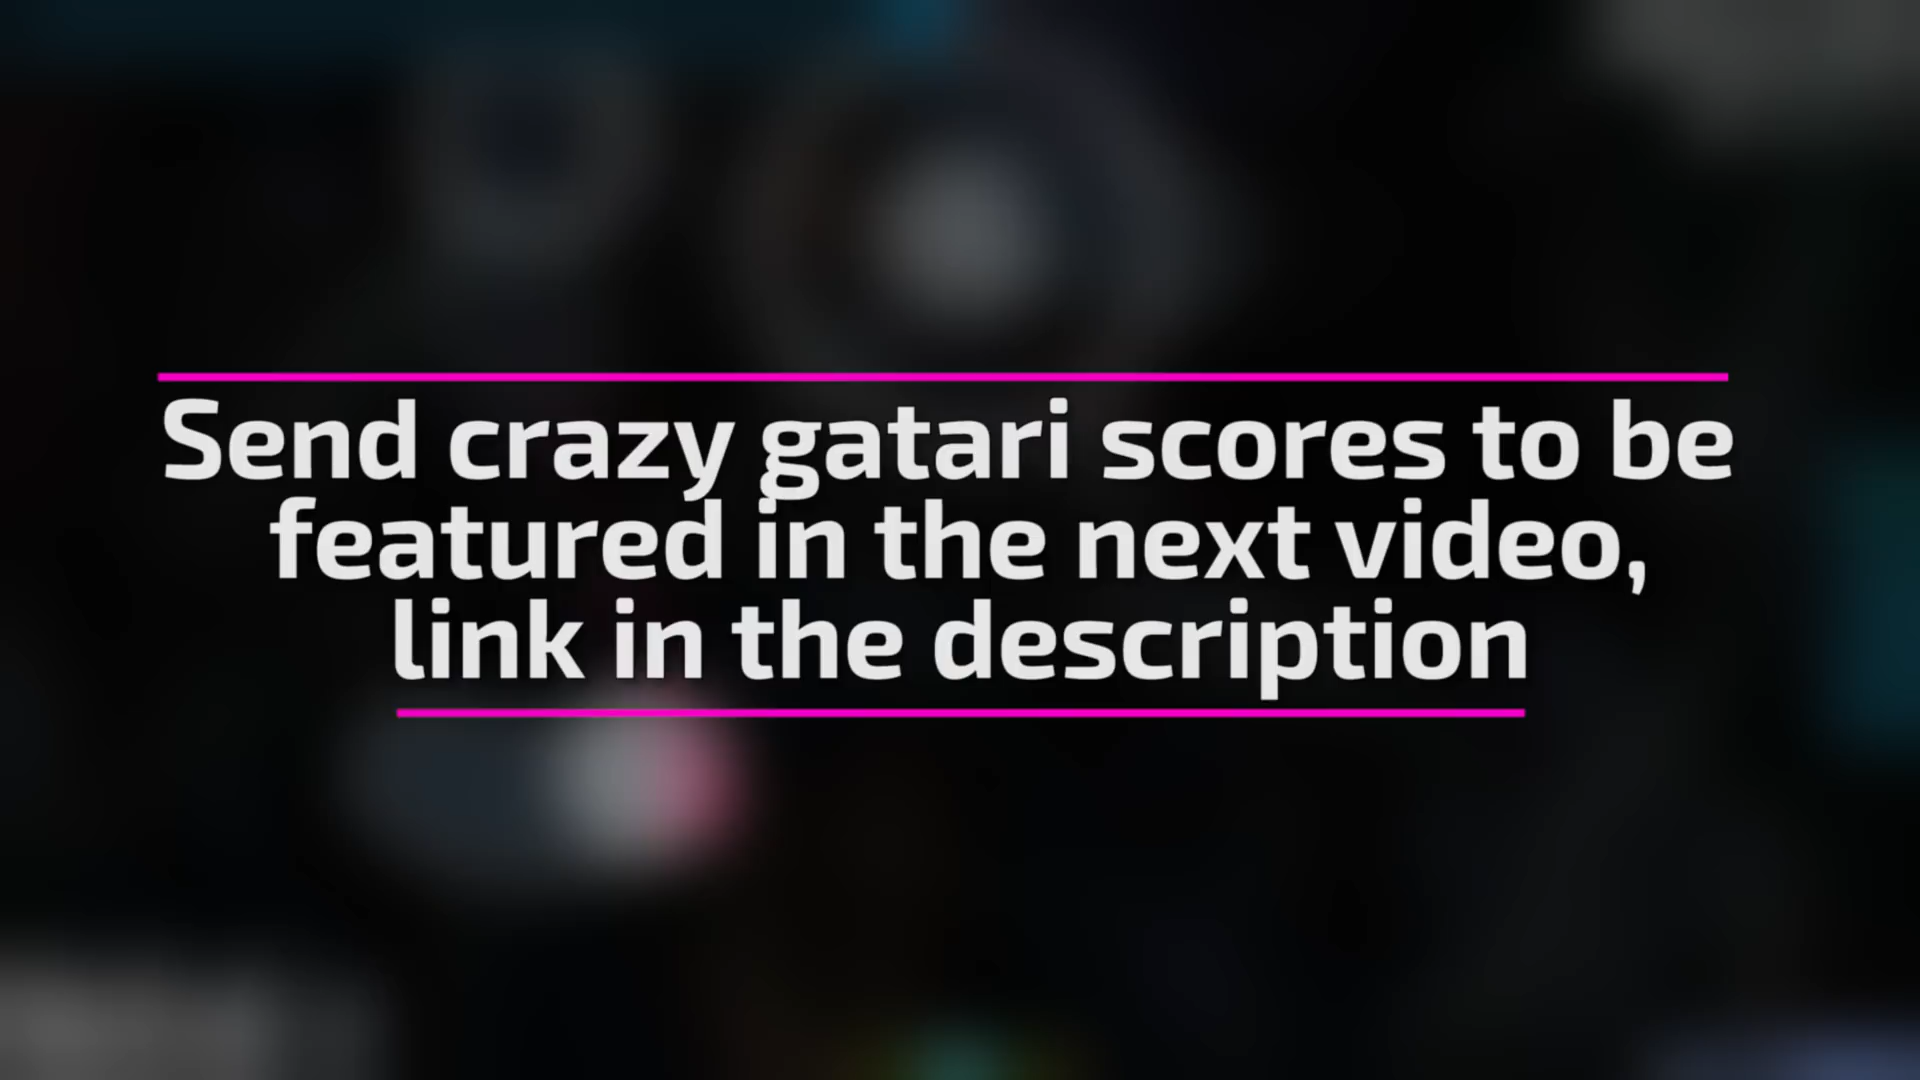 Send crazy gatari scores to be
featured in the next video,
link in the description